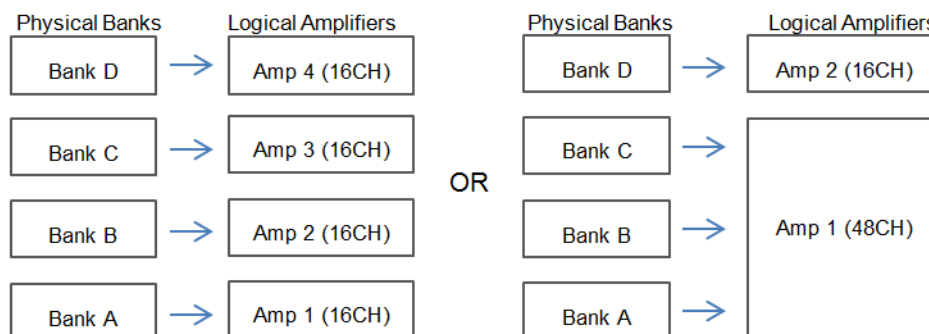 Physical Banks Logical Amplifiers
Bank D Amp 4 (16CH)
Bank C Amp 3 (16CH)
Bank B Amp 2 (16CH)
Bank A Amp 1 (16CH)
OR
Physical Banks Logical Amplifiers
Bank D Amp 2 (16CH)
Bank C
Bank B Amp 1 (48CH)
Bank A